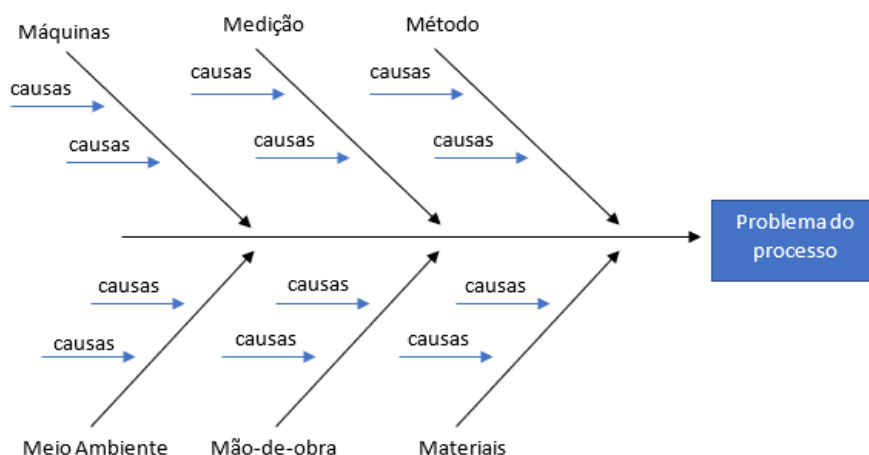 Máquinas
Medição
Método
causas
causas
causas
causas
causas
causas
Problema do
processo
causas
causas
causas
causas
causas
causas
Meio Ambiente
Mão-de-obra
Materiais